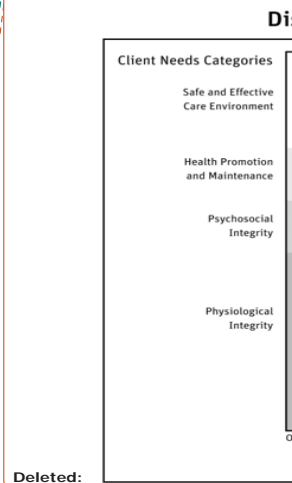 Di
Client Needs Categories
Safe and Effective
Care Environment
Health Promotion
and Maintenance
Psychosocial
Integrity
Physiological
Integrity
Deleted: